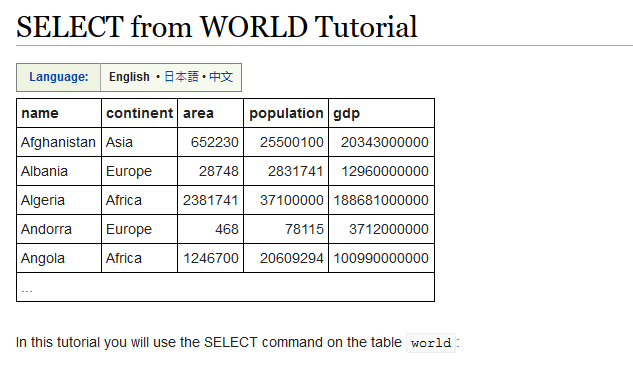 SELECT from WORLD Tutorial
Language: English • 日本語 • 中文
name continent area population gdp
Afghanistan Asia 652230 25500100 20343000000
Albania Europe 28748 2831741 12960000000
Algeria Africa 2381741 37100000 188681000000
Andorra Europe 468 78115 3712000000
Angola Africa 1246700 20609294 100990000000
...
In this tutorial you will use the SELECT command on the table world: